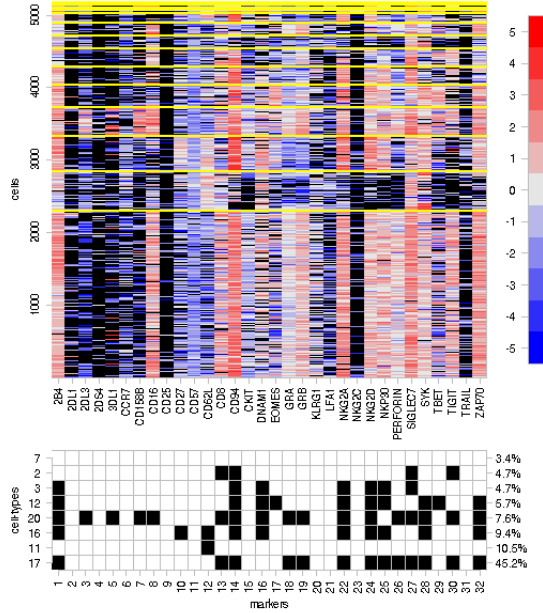 5000
4000
3000
2000
1000
cells
5
4
3
2
1
0
-1
-2
-3
-4
-5
2B4
2DL1
2DL3
2DS4
3DL1
CCR7
CD16BB
CD16
CD25
CD27
CD57
CD62L
CD8
CD94
CKIT
DNAM1
EOMES
GRA
GRB
KLRG1
LFA1
NKG2A
NKG2C
NKG2D
NKP30
PERFORIN
SIGLEC7
SYK
TBET
TIGIT
TRAIL
ZAP70
cell-types
7 3.4%
2 4.7%
3 4.7%
12 5.7%
20 7.6%
16 9.4%
11 10.5%
17 45.2%
1 2 3 4 5 6 7 8 9 10 11 12 13 14 15 16 17 18 19 20 21 22 23 24 25 26 27 28 29 30 31 32
markers